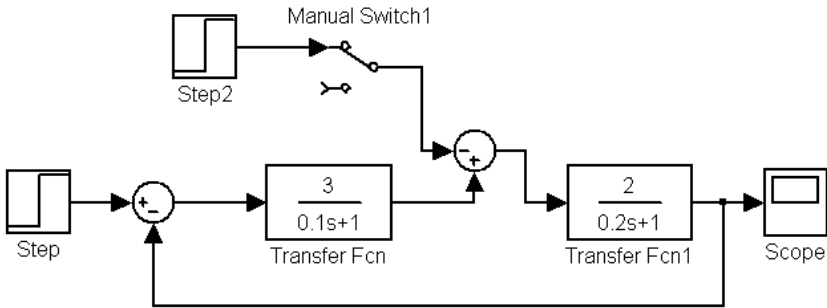 Manual Switch1
Step2
-
+
Step
+
-
3
0.1s+1
Transfer Fcn
2
0.2s+1
Transfer Fcn1
Scope